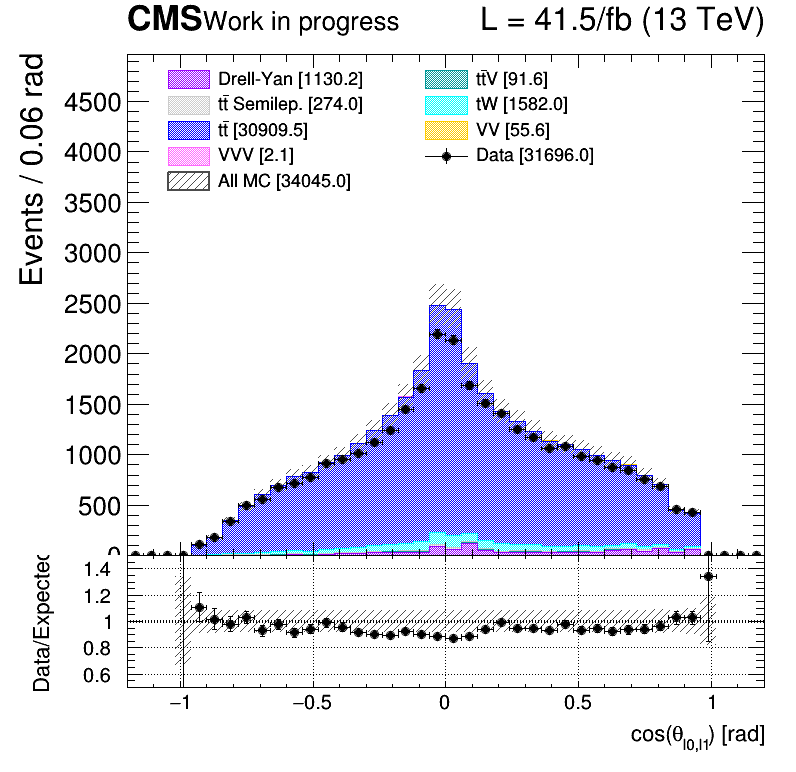 CMS Work in progress L = 41.5/fb (13 TeV)
Events / 0.06 rad
Drell-Yan [1130.2]
tt̄ Semilep. [274.0]
tt̄ [30909.5]
VVV [2.1]
All MC [34045.0]
tt̄V [91.6]
tW [1582.0]
VV [55.6]
Data [31696.0]
4500
4000
3500
3000
2500
2000
1500
1000
500
0
Data/Expected
1.4
1.2
1
0.8
0.6
−1 −0.5 0 0.5 1
cos(θl0,l1) [rad]